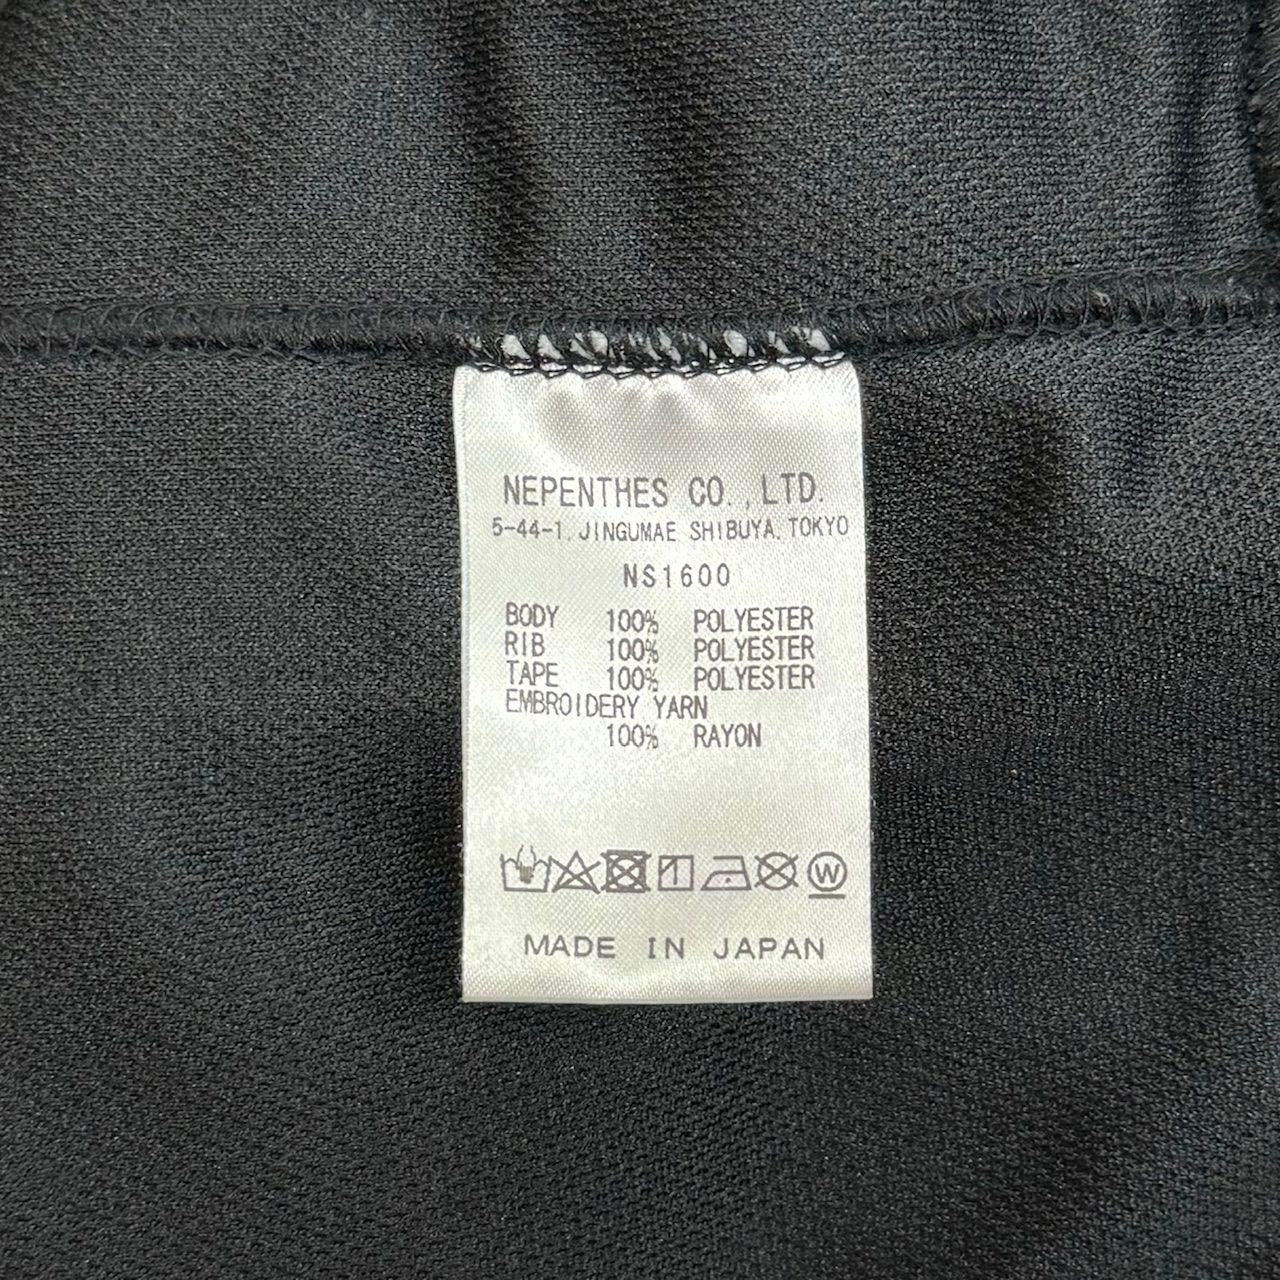 NEPENTHES CO.,LTD.
5-44-1, JINGUMAE SHIBUYA, TOKYO
NS1600
BODY 100% POLYESTER
RIB 100% POLYESTER
TAPE 100% POLYESTER
EMBROIDERY YARN
100% RAYON
W
MADE IN JAPAN